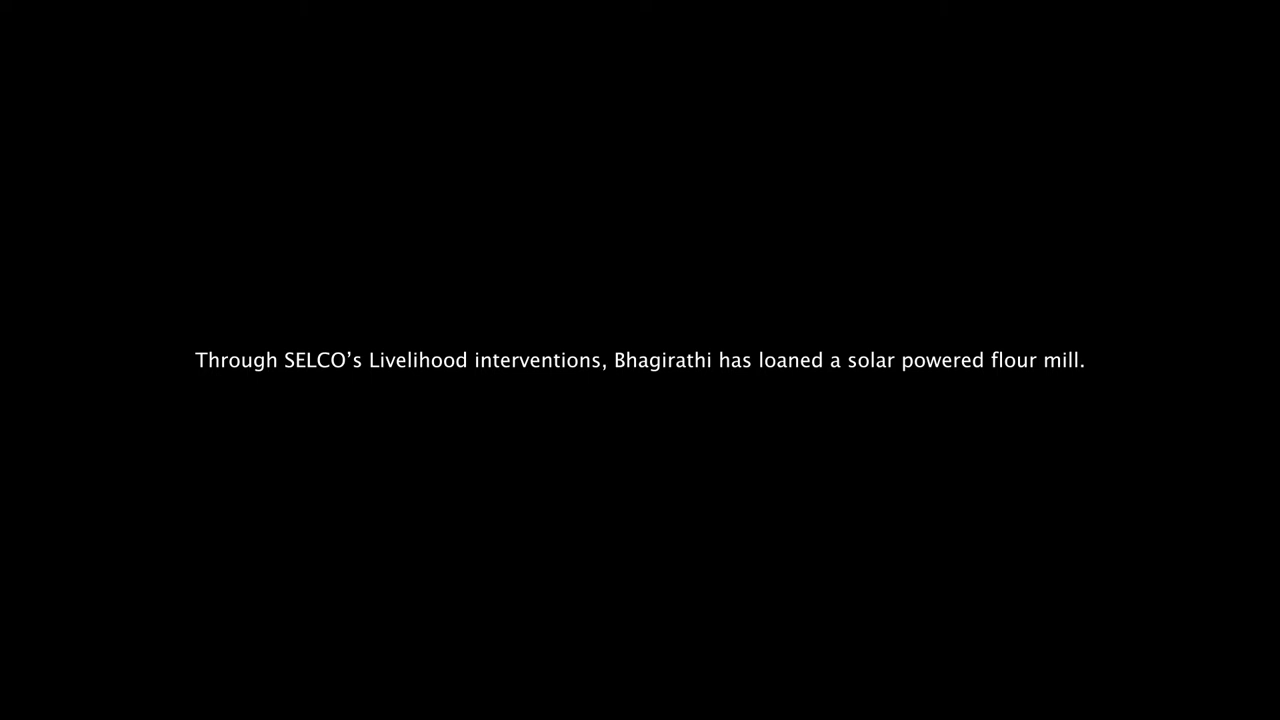 Through SELCO’s Livelihood interventions, Bhagirathi has loaned a solar powered flour mill.